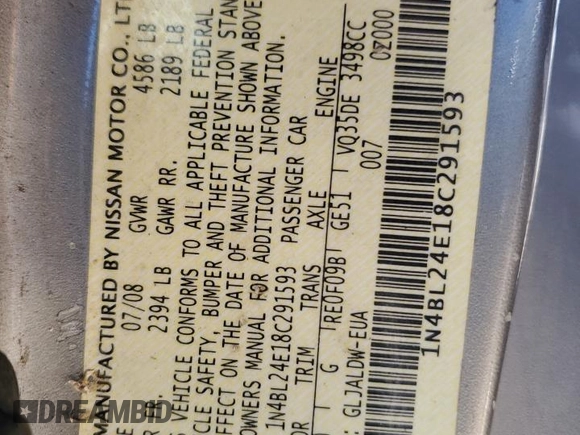 MANUFACTURED BY NISSAN MOTOR CO., LT
07/08 GVWR 4586 LB
2394 LB GAWR RR. 2189 LB
VEHICLE CONFORMS TO ALL APPLICABLE FEDERAL
CLE SAFETY, BUMPER AND THEFT PREVENTION STAN
EFFECT ON THE DATE OF MANUFACTURE SHOWN ABOVE
OWNERS MANUAL FOR ADDITIONAL INFORMATION.
1N4BL24E18C291593 PASSENGER CAR
OR TRIM TRANS AXLE ENGINE
G RE0F09B GE51 VQ35DE 3498CC
007
GLJALDW-EUA
1N4BL24E18C291593
DREAMBID